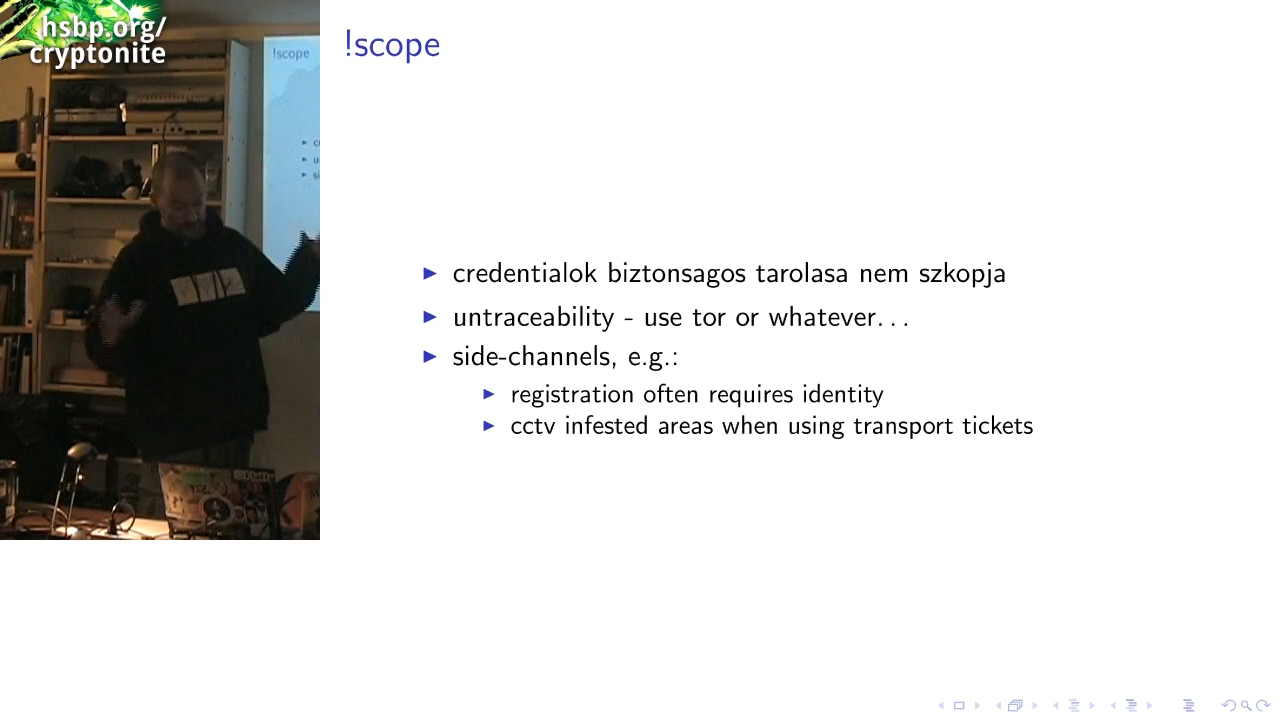 hsbp.org/
cryptonite
!scope
!scope
credentialok biztonsagos tarolasa nem szkopja
untraceability - use tor or whatever...
side-channels, e.g.:
registration often requires identity
cctv infested areas when using transport tickets